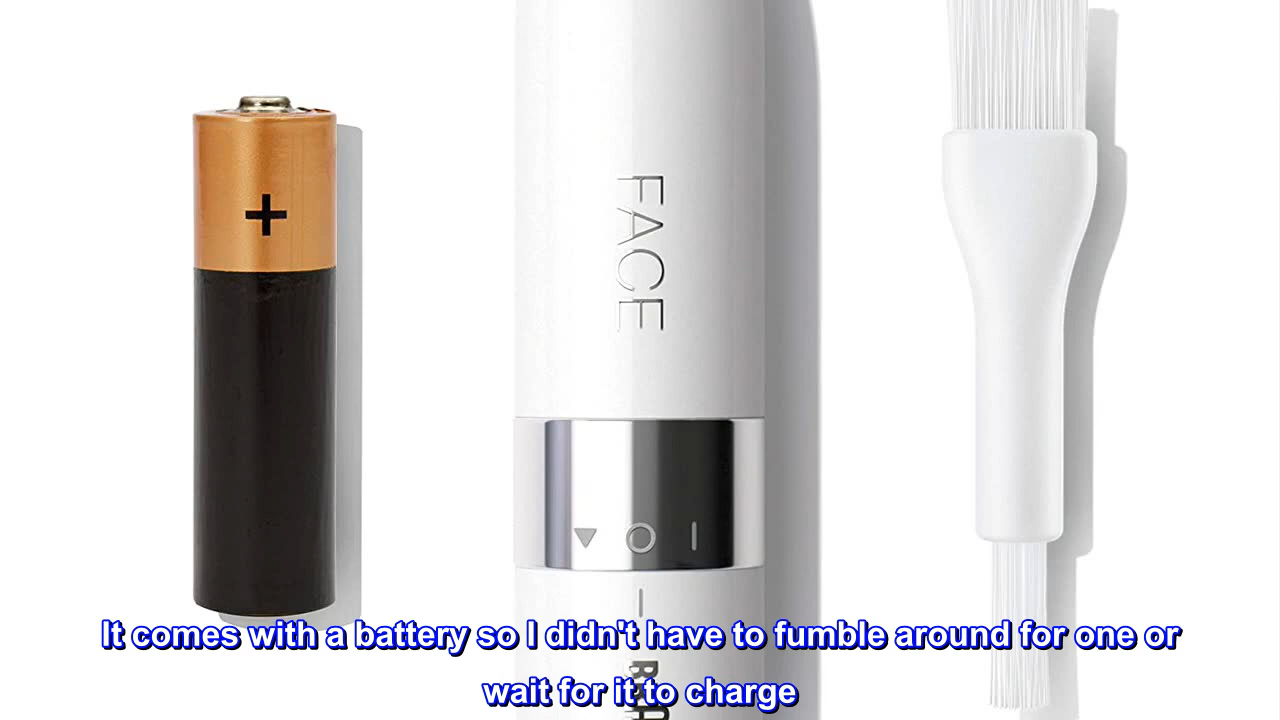 +
FACE
It comes with a battery so I didn't have to fumble around for one or
wait for it to charge